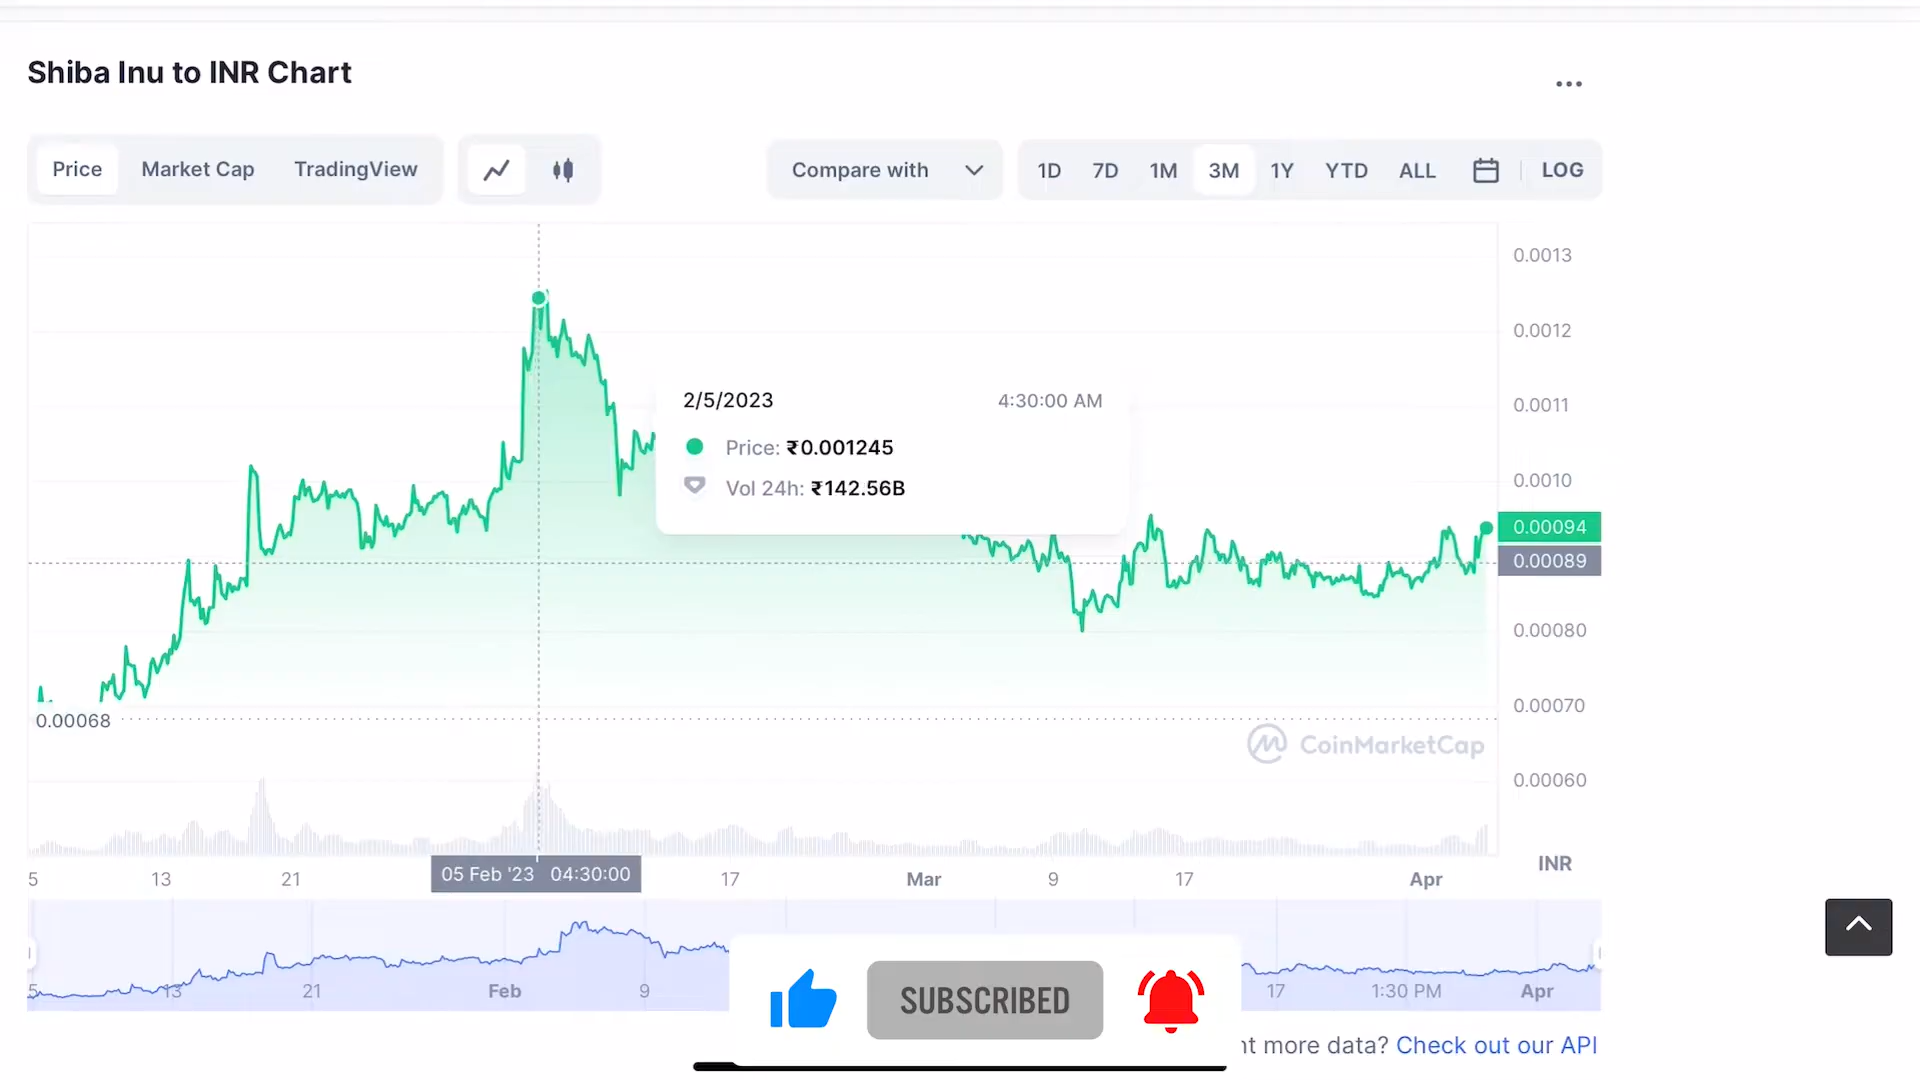 Shiba Inu to INR Chart
Price Market Cap TradingView Compare with 1D 7D 1M 3M 1Y YTD ALL LOG
0.0013
0.0012
0.0011
0.0010
0.00094
0.00089
0.00080
0.00070
0.00060
2/5/2023 4:30:00 AM
Price: ₹0.001245
Vol 24h: ₹142.56B
0.00068
CoinMarketCap
INR
5 13 21 05 Feb '23 04:30:00 17 Mar 9 17 Apr
5 13 21 Feb 9 17 1:30 PM Apr
SUBSCRIBED
more data? Check out our API